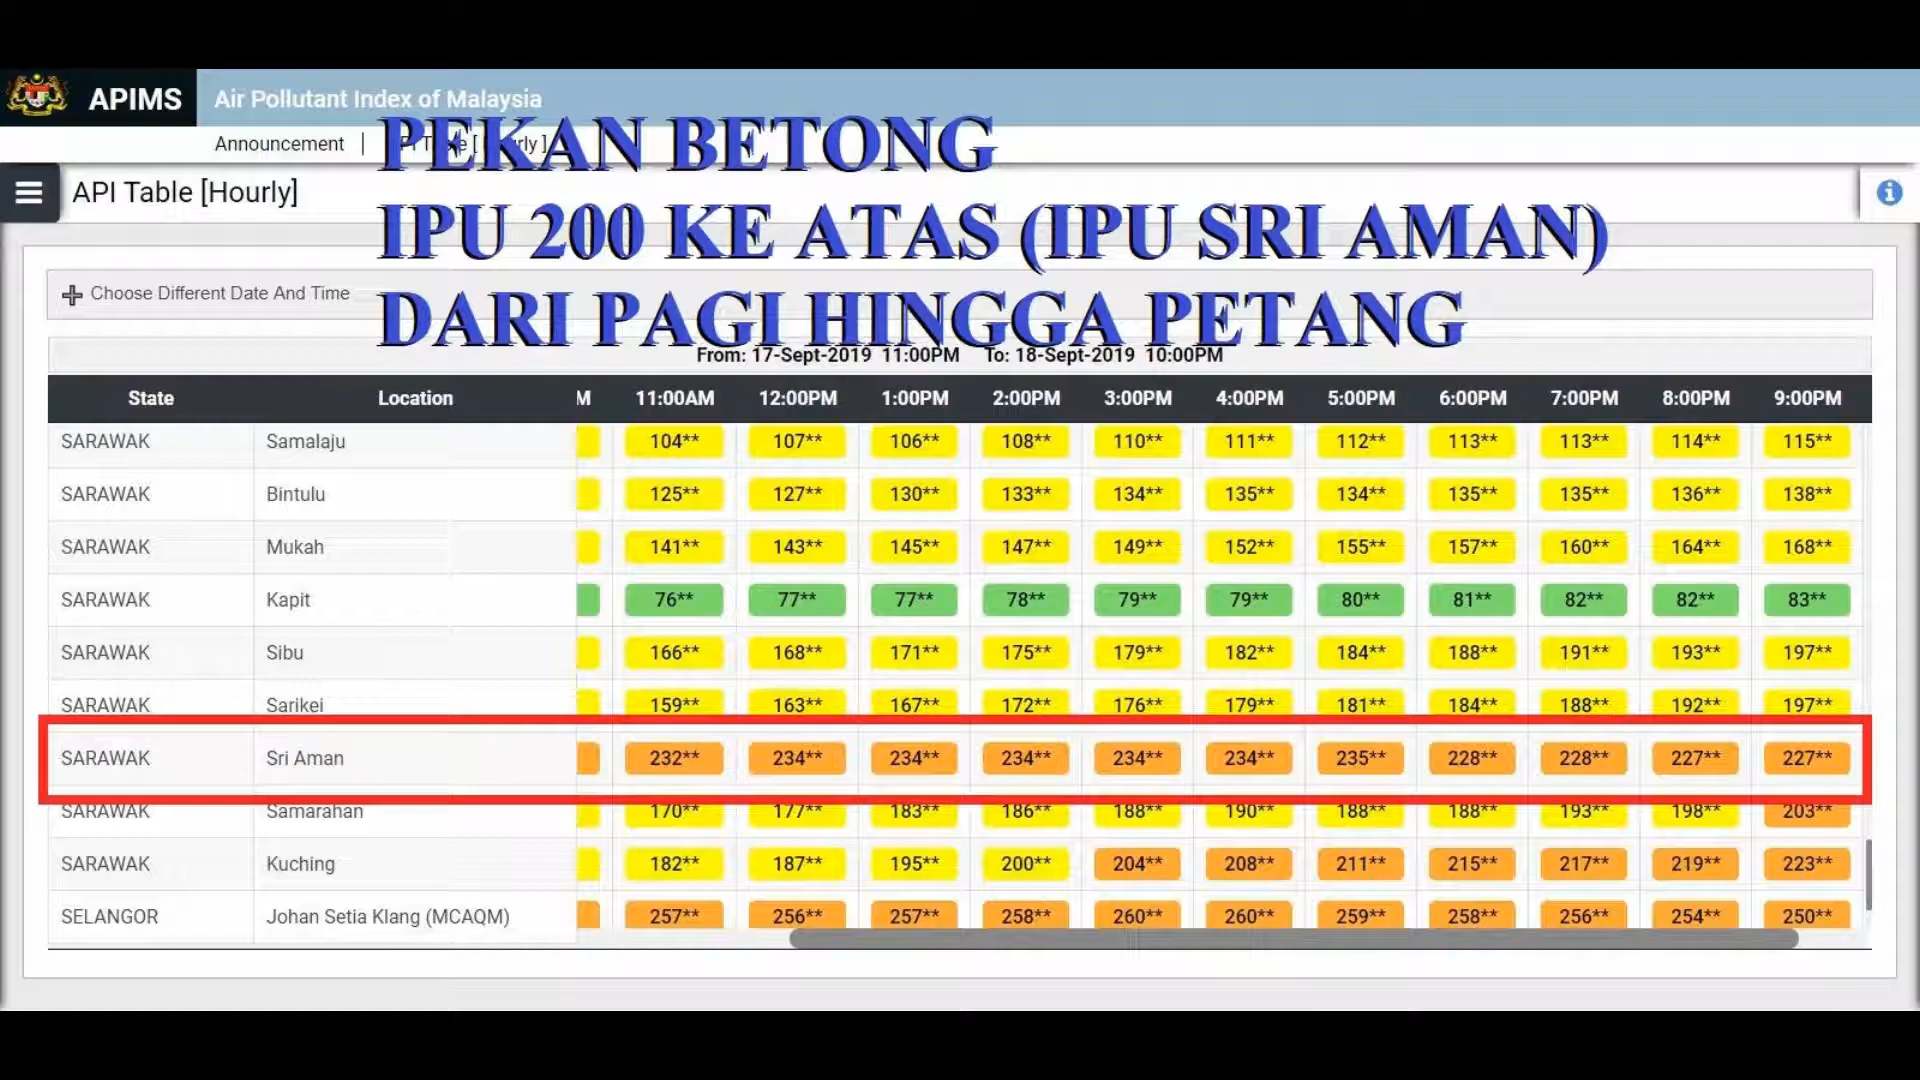 APIMS Air Pollutant Index of Malaysia
Announcement
PEKAN BETONG
API Table [Hourly]
IPU 200 KE ATAS (IPU SRI AMAN)
Choose Different Date And Time
DARI PAGI HINGGA PETANG
From: 17-Sept-2019 11:00PM To: 18-Sept-2019 10:00PM
State Location M 11:00AM 12:00PM 1:00PM 2:00PM 3:00PM 4:00PM 5:00PM 6:00PM 7:00PM 8:00PM 9:00PM
SARAWAK Samalaju 104** 107** 106** 108** 110** 111** 112** 113** 113** 114** 115**
SARAWAK Bintulu 125** 127** 130** 133** 134** 135** 134** 135** 135** 136** 138**
SARAWAK Mukah 141** 143** 145** 147** 149** 152** 155** 157** 160** 164** 168**
SARAWAK Kapit 76** 77** 77** 78** 79** 79** 80** 81** 82** 82** 83**
SARAWAK Sibu 166** 168** 171** 175** 179** 182** 184** 188** 191** 193** 197**
SARAWAK Sarikei 159** 163** 167** 172** 176** 179** 181** 184** 188** 192** 197**
SARAWAK Sri Aman 232** 234** 234** 234** 234** 234** 235** 228** 228** 227** 227**
SARAWAK Samarahan 170** 177** 183** 186** 188** 190** 188** 188** 193** 198** 203**
SARAWAK Kuching 182** 187** 195** 200** 204** 208** 211** 215** 217** 219** 223**
SELANGOR Johan Setia Klang (MCAQM) 257** 256** 257** 258** 260** 260** 259** 258** 256** 254** 250**